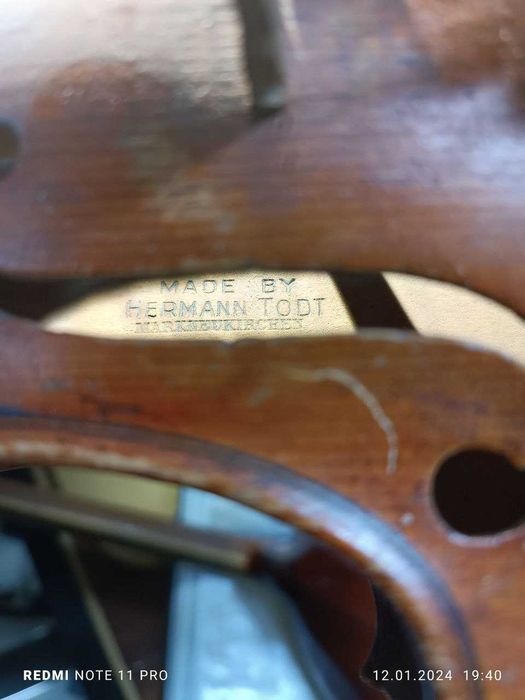 MADE BY
HERMANN TODT
MARKNEUKIRCHEN
REDMI NOTE 11 PRO
12.01.2024 19:40